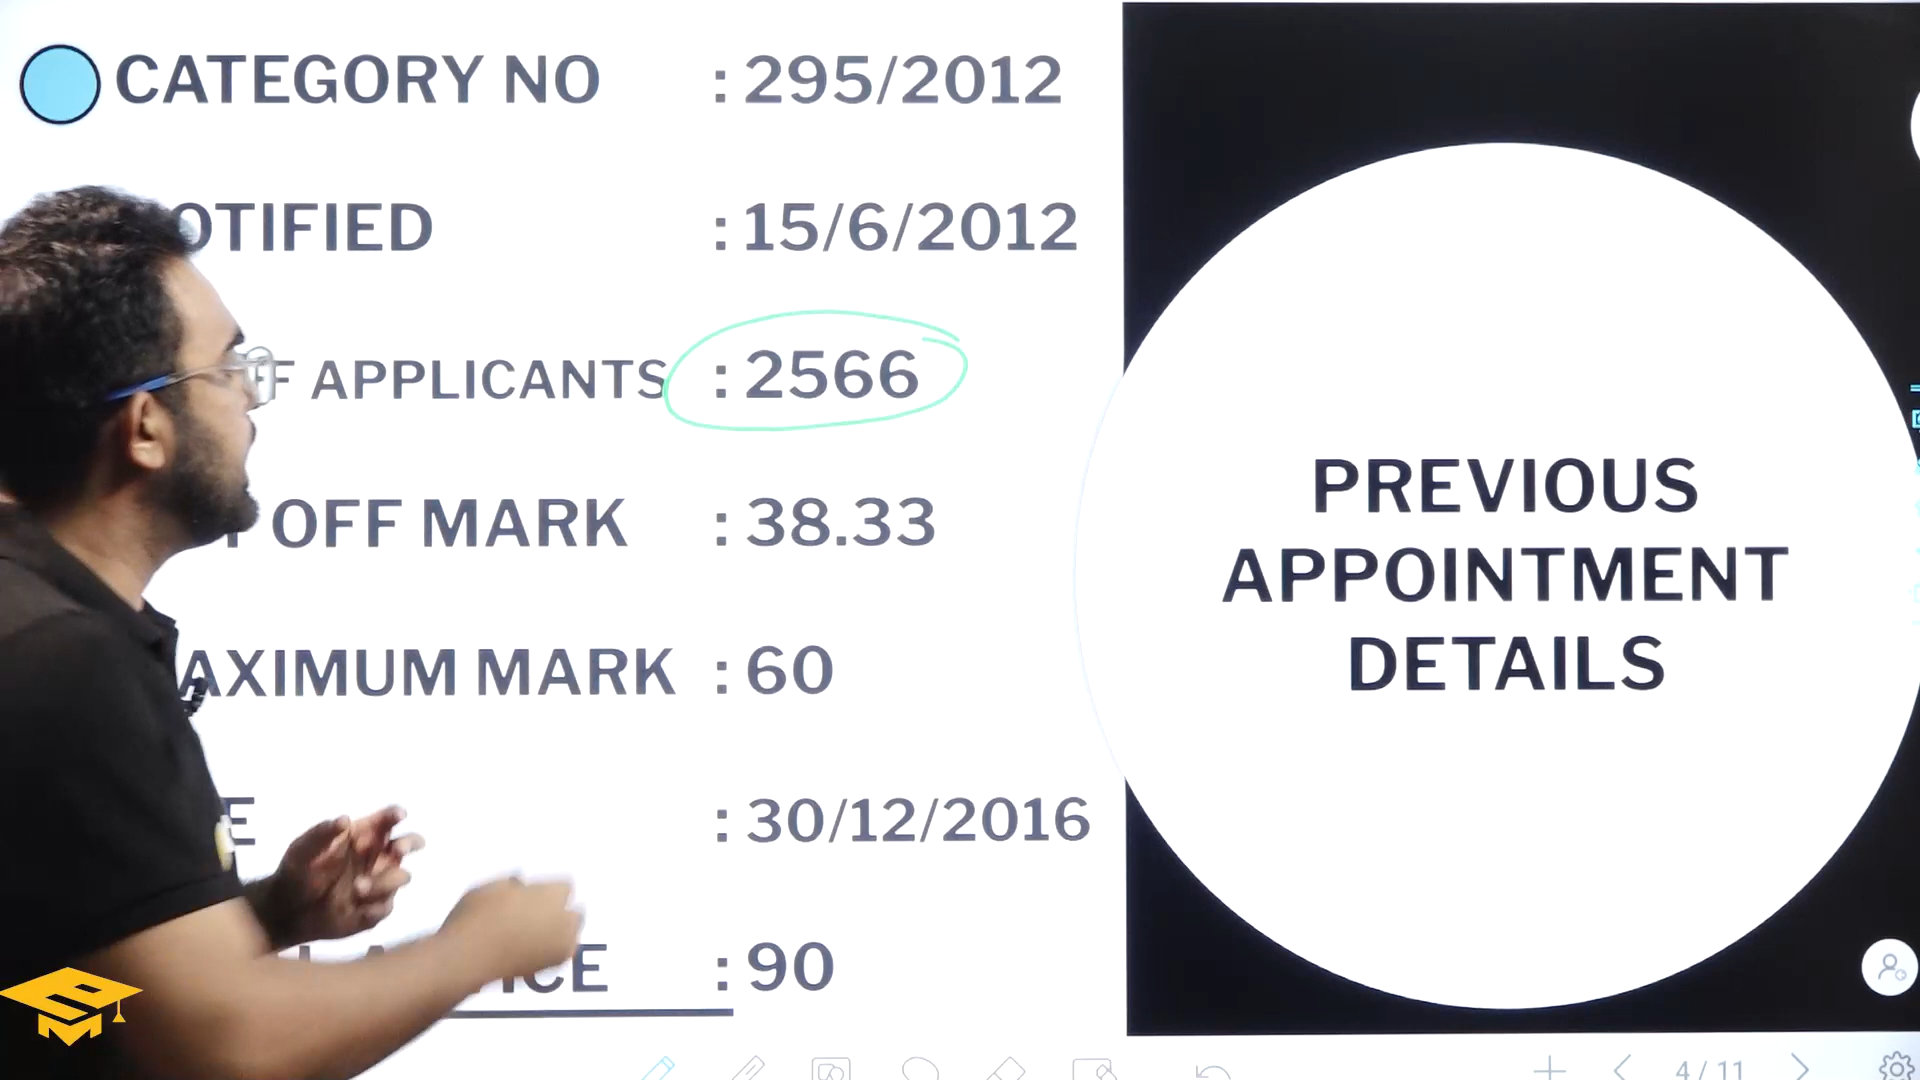 CATEGORY NO : 295/2012
OTIFIED : 15/6/2012
F APPLICANTS : 2566
OFF MARK : 38.33
AXIMUM MARK : 60
E : 30/12/2016
ICE : 90
PREVIOUS
APPOINTMENT
DETAILS
4 / 11